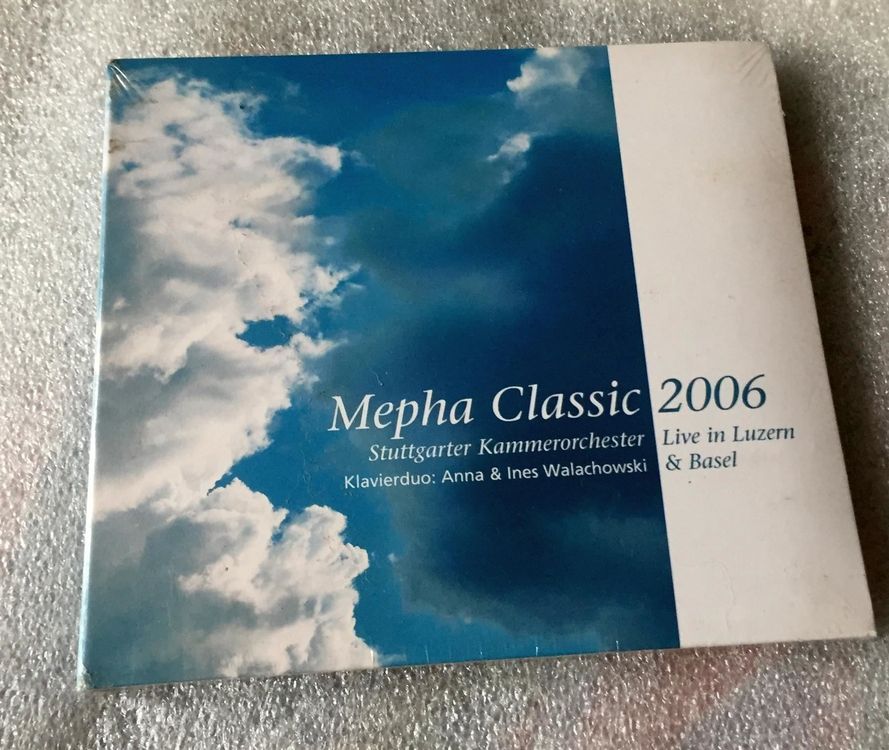 Mepha Classic 2006
Stuttgarter Kammerorchester
Klavierduo: Anna & Ines Walachowski
Live in Luzern
& Basel